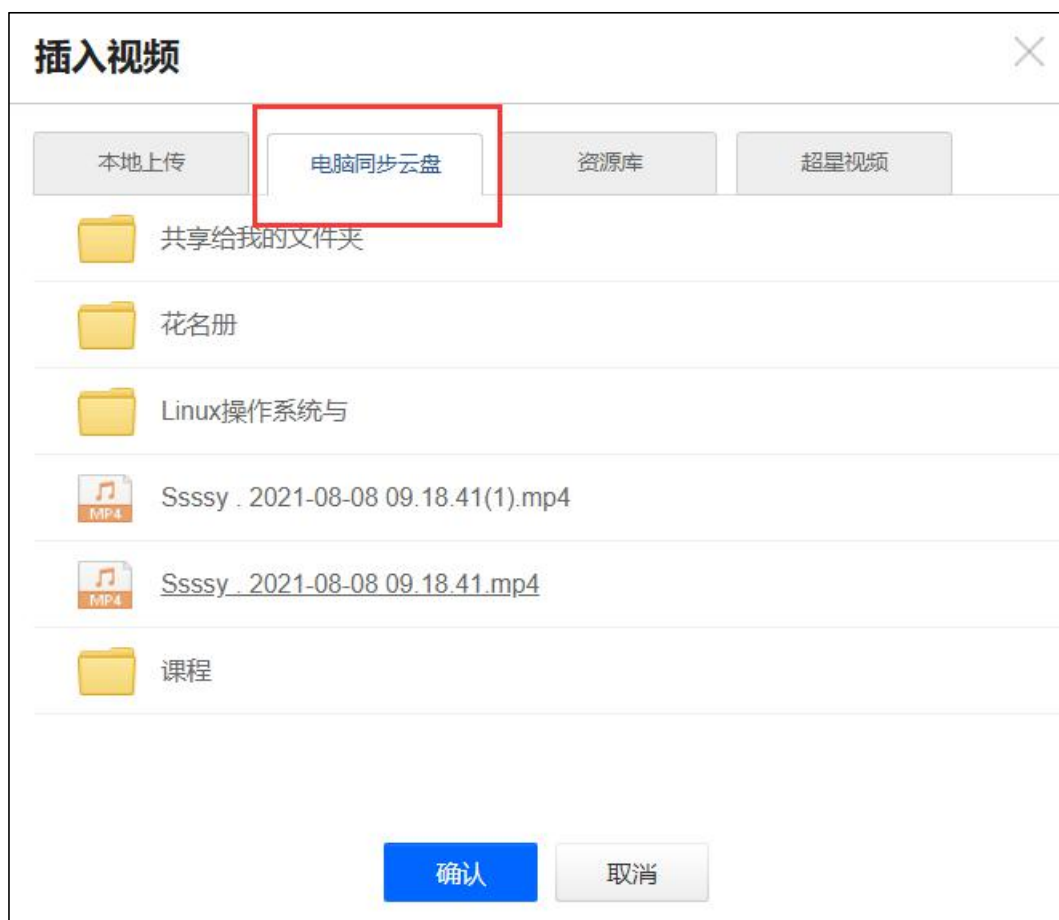 插入视频
本地上传 电脑同步云盘 资源库 超星视频
共享给我的文件夹
花名册
Linux操作系统与
MP4 Ssssy . 2021-08-08 09.18.41(1).mp4
MP4 Ssssy . 2021-08-08 09.18.41.mp4
课程
确认 取消